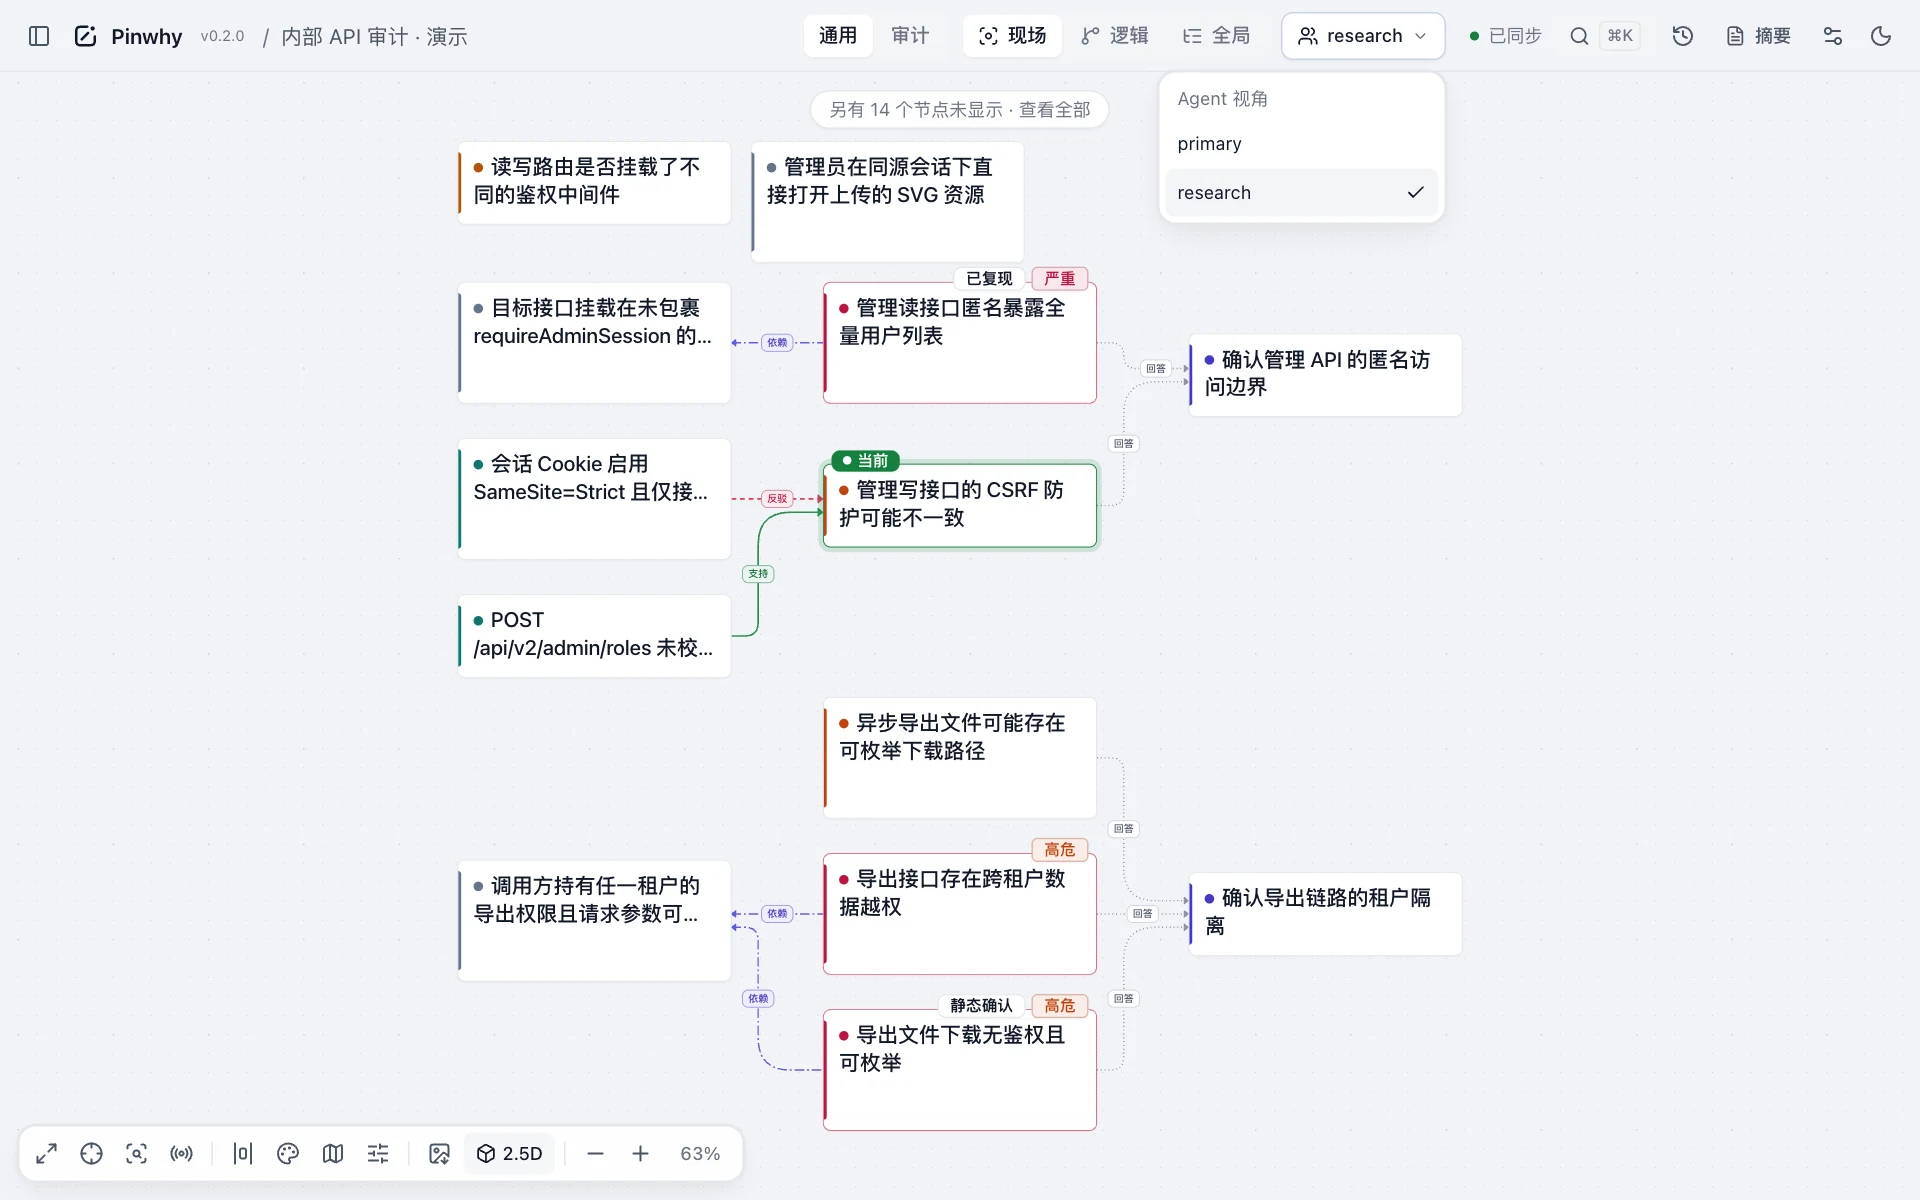 Pinwhy v0.2.0 / 内部 API 审计 · 演示
通用 审计 现场 逻辑 全局 research 已同步 ⌘K 摘要
另有 14 个节点未显示 · 查看全部
Agent 视角
primary
research
读写路由是否挂载了不
同的鉴权中间件
管理员在同源会话下直
接打开上传的 SVG 资源
目标接口挂载在未包裹
requireAdminSession 的...
依赖
已复现 严重
管理读接口匿名暴露全
量用户列表
回答
确认管理 API 的匿名访
问边界
回答
会话 Cookie 启用
SameSite=Strict 且仅接...
反驳
当前
管理写接口的 CSRF 防
护可能不一致
支持
POST
/api/v2/admin/roles 未校...
异步导出文件可能存在
可枚举下载路径
回答
调用方持有任一租户的
导出权限且请求参数可...
依赖
高危
导出接口存在跨租户数
据越权
回答
确认导出链路的租户隔
离
依赖
静态确认 高危
导出文件下载无鉴权且
可枚举
回答
2.5D 63%